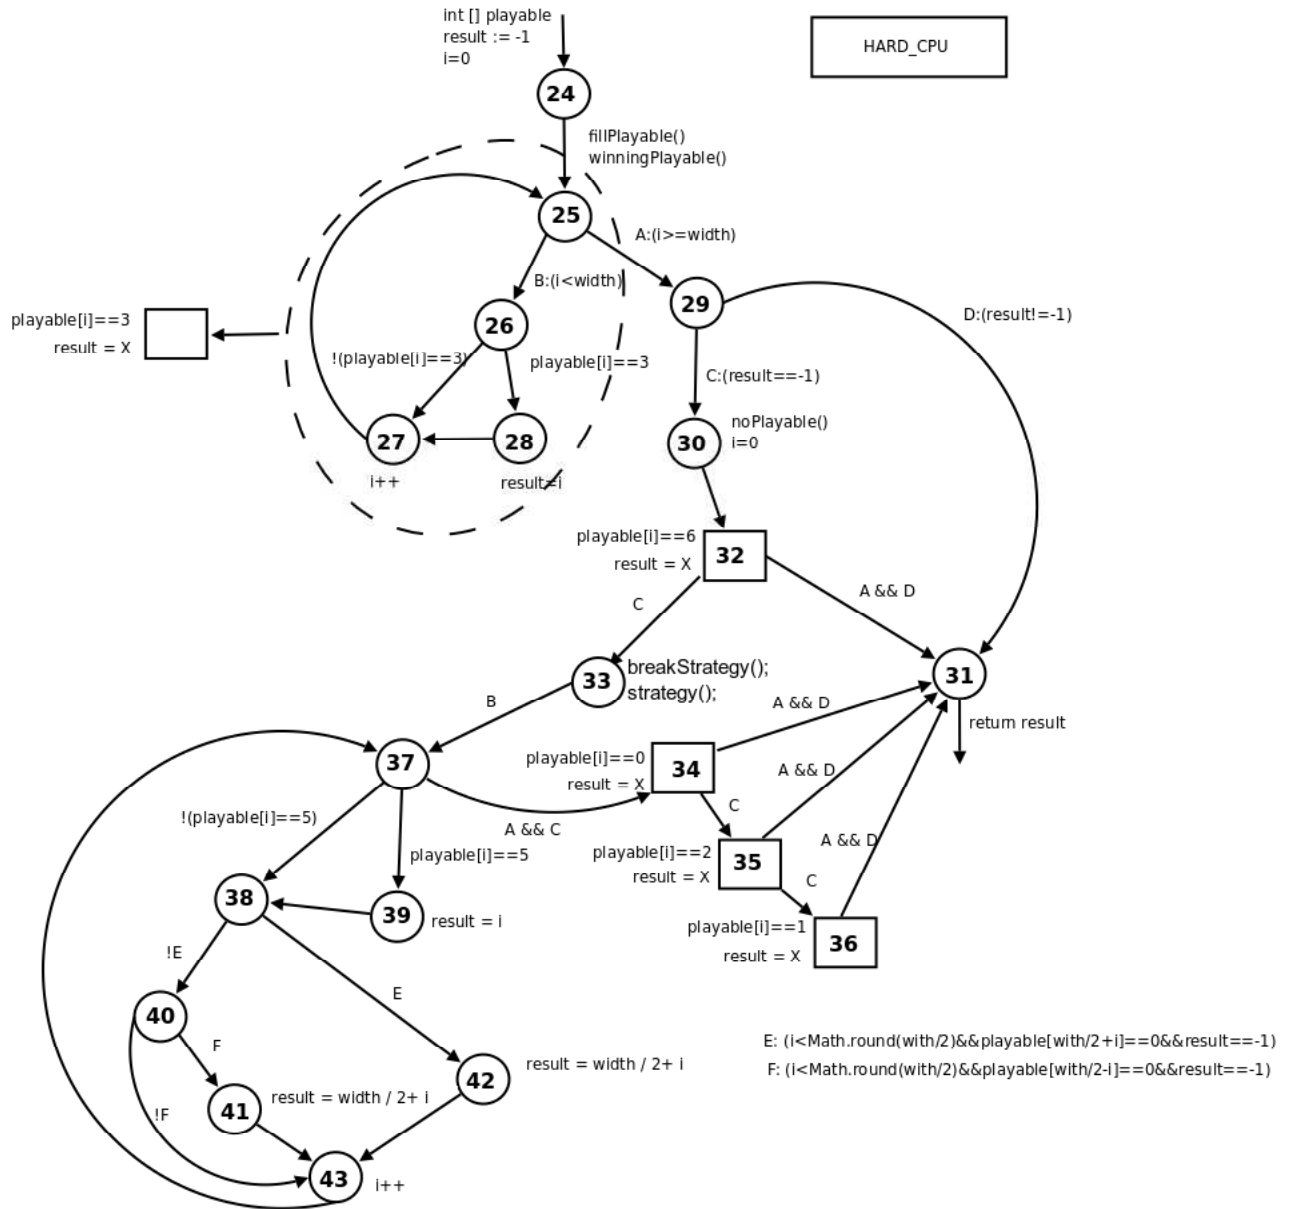 int [] playable
result := -1
i=0
HARD_CPU
24
fillPlayable()
winningPlayable()
25
A:(i>=width)
B:(i<width)
29
D:(result!=-1)
playable[i]==3
result = X
26
!(playable[i]==3)
playable[i]==3
C:(result==-1)
27
28
i++
result=i
30
noPlayable()
i=0
playable[i]==6
result = X
32
A && D
C
33
breakStrategy();
strategy();
31
return result
B
A && D
37
playable[i]==0
result = X
34
A && D
C
!(playable[i]==5)
A && C
playable[i]==5
playable[i]==2
result = X
35
A && D
C
38
39
result = i
playable[i]==1
result = X
36
!E
E
40
F
E: (i<Math.round(with/2)&&playable[with/2+i]==0&&result==-1)
F: (i<Math.round(with/2)&&playable[with/2-i]==0&&result==-1)
42
result = width / 2+ i
41
result = width / 2+ i
!F
43
i++